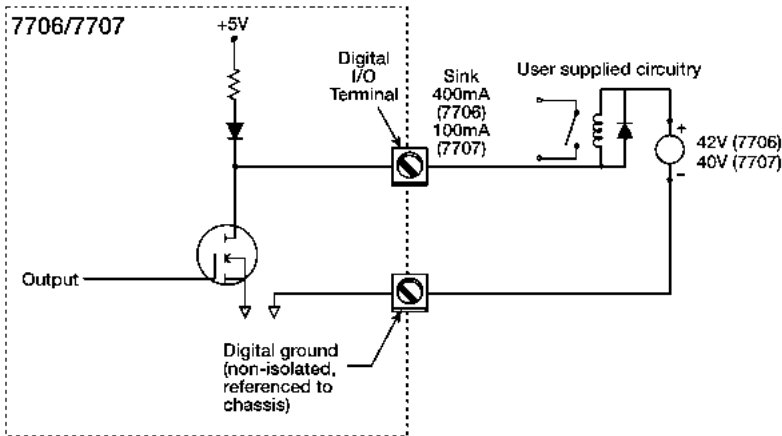 7706/7707
+5V
Digital
I/O
Terminal
Sink
400mA
(7706)
100mA
(7707)
User supplied circuitry
+
42V (7706)
40V (7707)
−
Output
Digital ground
(non-isolated,
referenced to
chassis)